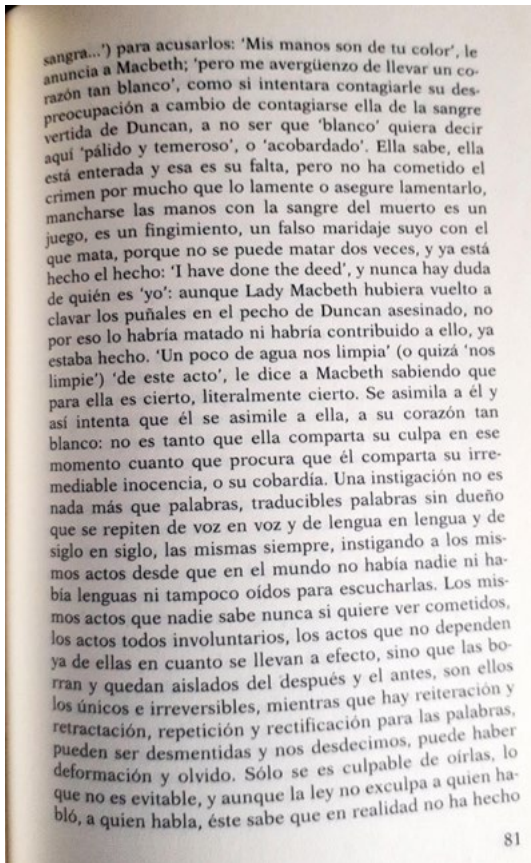 sangra...’) para acusarlos: ‘Mis manos son de tu color’, le
anuncia a Macbeth; ‘pero me avergüenzo de llevar un co-
razón tan blanco’, como si intentara contagiarle su des-
preocupación a cambio de contagiarse ella de la sangre
vertida de Duncan, a no ser que ‘blanco’ quiera decir
aquí ‘pálido y temeroso’, o ‘acobardado’. Ella sabe, ella
está enterada y esa es su falta, pero no ha cometido el
crimen por mucho que lo lamente o asegure lamentarlo,
mancharse las manos con la sangre del muerto es un
juego, es un fingimiento, un falso maridaje suyo con el
que mata, porque no se puede matar dos veces, y ya está
hecho el hecho: ‘I have done the deed’, y nunca hay duda
de quién es ‘yo’: aunque Lady Macbeth hubiera vuelto a
clavar los puñales en el pecho de Duncan asesinado, no
por eso lo habría matado ni habría contribuido a ello, ya
estaba hecho. ‘Un poco de agua nos limpia’ (o quizá ‘nos
limpie’) ‘de este acto’, le dice a Macbeth sabiendo que
para ella es cierto, literalmente cierto. Se asimila a él y
así intenta que él se asimile a ella, a su corazón tan
blanco: no es tanto que ella comparta su culpa en ese
momento cuanto que procura que él comparta su irre-
mediable inocencia, o su cobardía. Una instigación no es
nada más que palabras, traducibles palabras sin dueño
que se repiten de voz en voz y de lengua en lengua y de
siglo en siglo, las mismas siempre, instigando a los mis-
mos actos desde que en el mundo no había nadie ni ha-
bía lenguas ni tampoco oídos para escucharlas. Los mis-
mos actos que nadie sabe nunca si quiere ver cometidos,
los actos todos involuntarios, los actos que no dependen
ya de ellas en cuanto se llevan a efecto, sino que las bo-
rran y quedan aislados del después y el antes, son ellos
los únicos e irreversibles, mientras que hay reiteración y
retractación, repetición y rectificación para las palabras,
pueden ser desmentidas y nos desdecimos, puede haber
deformación y olvido. Sólo se es culpable de oírlas, lo
que no es evitable, y aunque la ley no exculpa a quien ha-
bló, a quien habla, éste sabe que en realidad no ha hecho
81